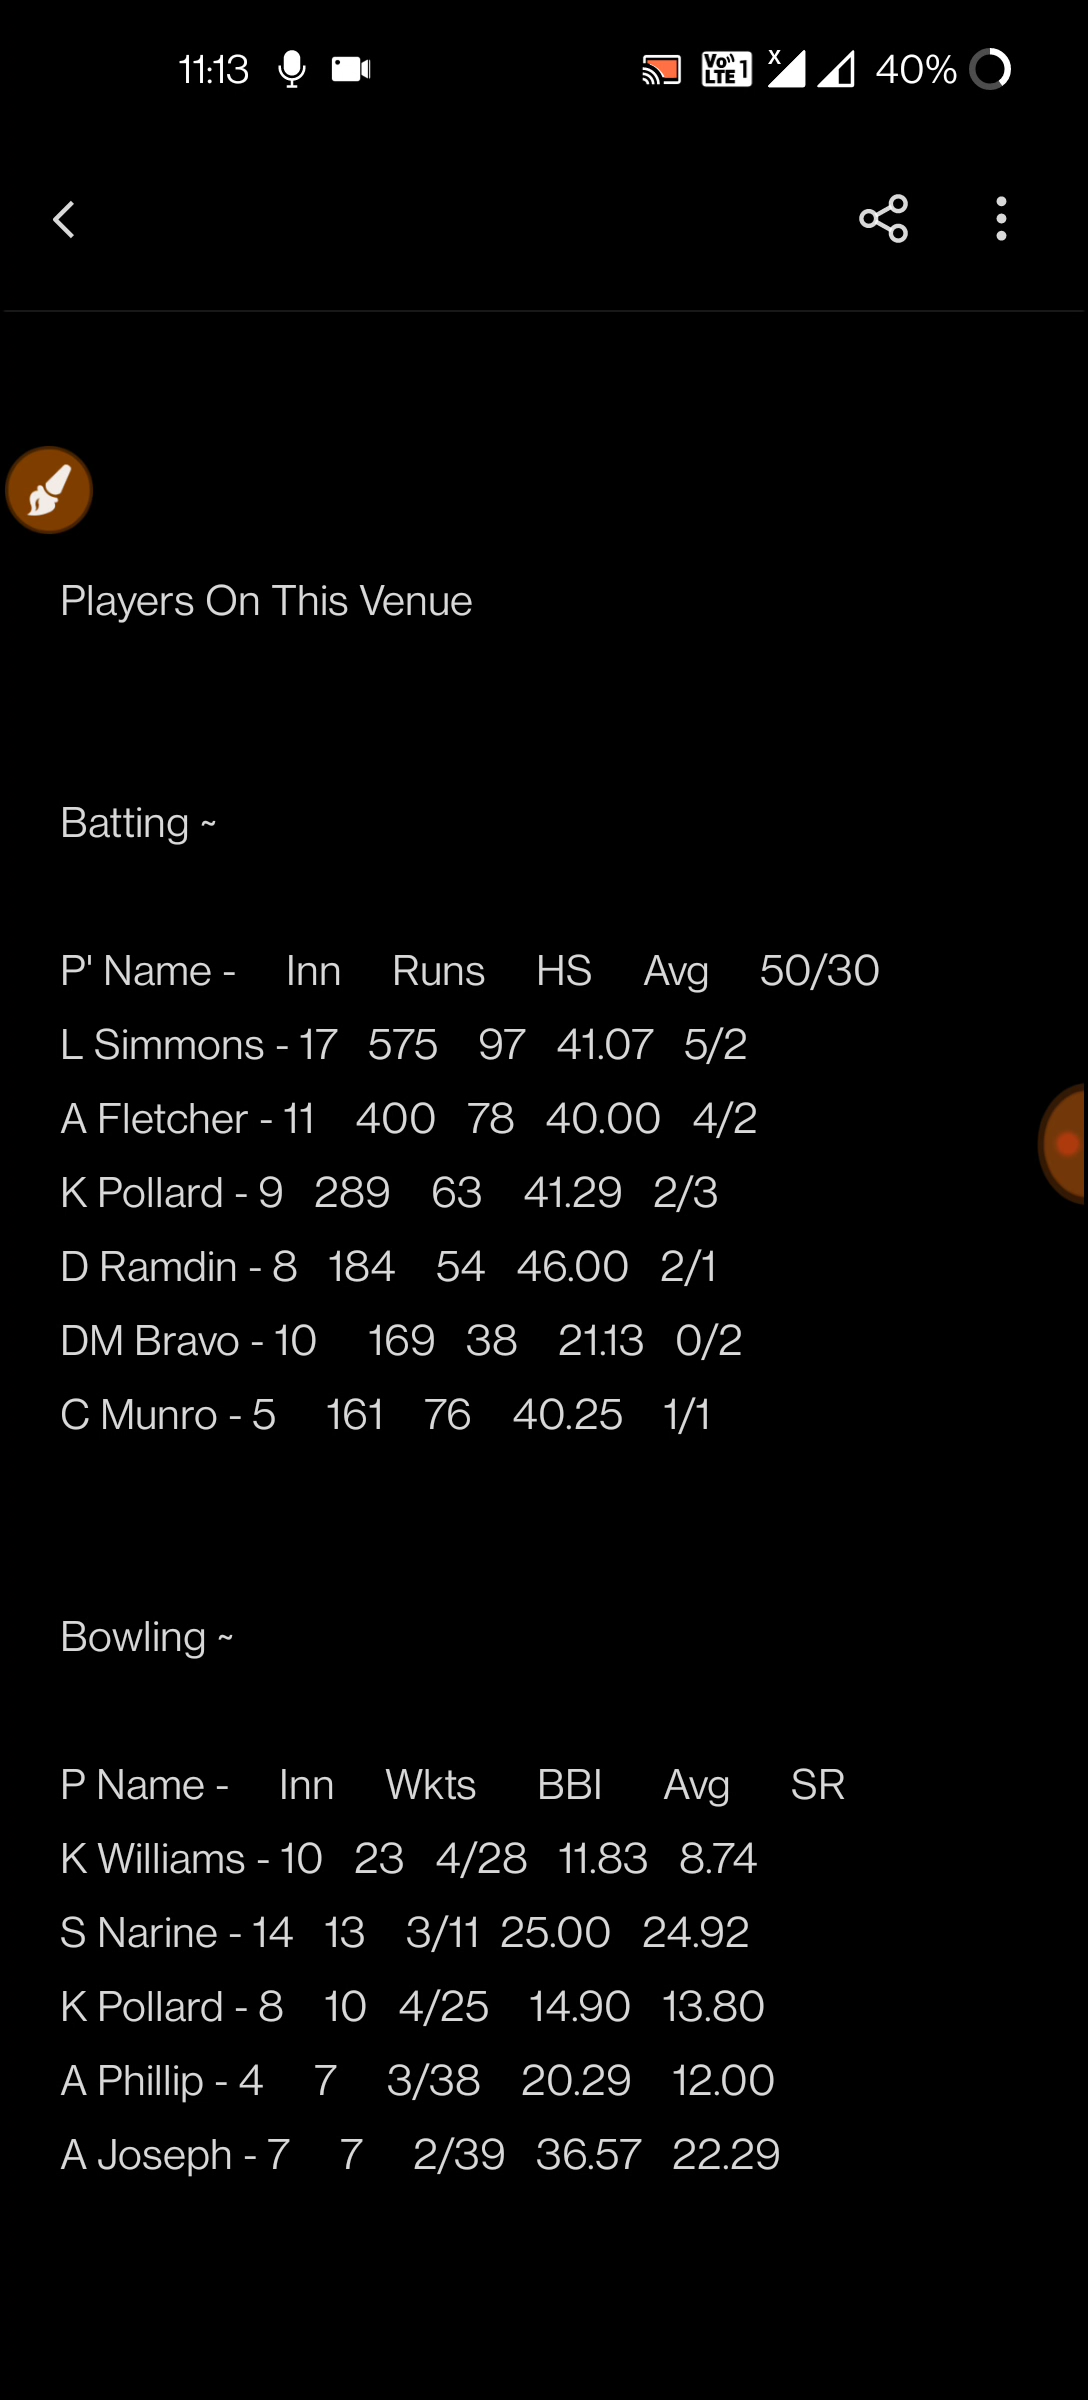 11:13 Vo LTE 1 X 40%
Players On This Venue
Batting ~
P' Name - Inn Runs HS Avg 50/30
L Simmons - 17 575 97 41.07 5/2
A Fletcher - 11 400 78 40.00 4/2
K Pollard - 9 289 63 41.29 2/3
D Ramdin - 8 184 54 46.00 2/1
DM Bravo - 10 169 38 21.13 0/2
C Munro - 5 161 76 40.25 1/1
Bowling ~
P Name - Inn Wkts BBI Avg SR
K Williams - 10 23 4/28 11.83 8.74
S Narine - 14 13 3/11 25.00 24.92
K Pollard - 8 10 4/25 14.90 13.80
A Phillip - 4 7 3/38 20.29 12.00
A Joseph - 7 7 2/39 36.57 22.29